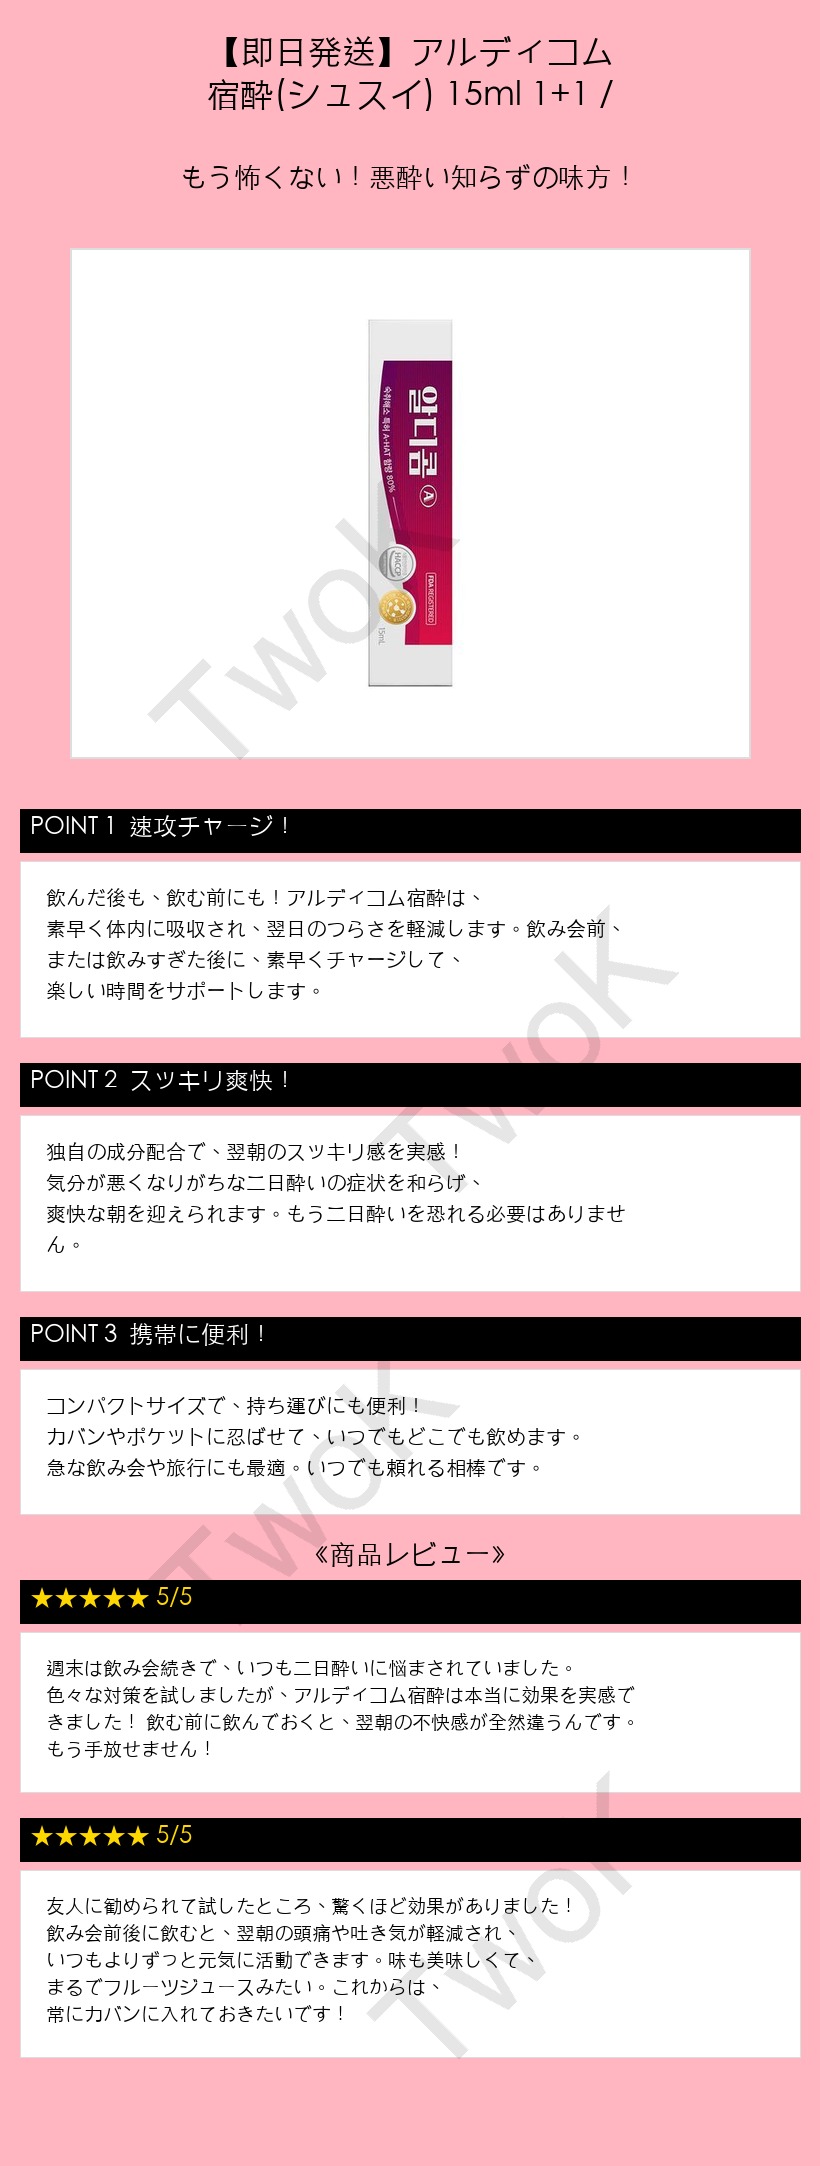 【即日発送】アルディコム
宿酔(シュスイ) 15ml 1+1 /
もう怖くない！悪酔い知らずの味方！
알디콤 A
숙취해소 특허 A-HAT 함량 80%
HACCP
FDA REGISTERED
15mL
TwoK
POINT 1 速攻チャージ！
飲んだ後も、飲む前にも！アルディコム宿酔は、
素早く体内に吸収され、翌日のつらさを軽減します。飲み会前、
または飲みすぎた後に、素早くチャージして、
楽しい時間をサポートします。
TwoK
POINT 2 スッキリ爽快！
独自の成分配合で、翌朝のスッキリ感を実感！
気分が悪くなりがちな二日酔いの症状を和らげ、
爽快な朝を迎えられます。もう二日酔いを恐れる必要はありませ
ん。
POINT 3 携帯に便利！
コンパクトサイズで、持ち運びにも便利！
カバンやポケットに忍ばせて、いつでもどこでも飲めます。
急な飲み会や旅行にも最適。いつでも頼れる相棒です。
TwoK
《商品レビュー》
★★★★★ 5/5
週末は飲み会続きで、いつも二日酔いに悩まされていました。
色々な対策を試しましたが、アルディコム宿酔は本当に効果を実感で
きました！ 飲む前に飲んでおくと、翌朝の不快感が全然違うんです。
もう手放せません！
★★★★★ 5/5
友人に勧められて試したところ、驚くほど効果がありました！
飲み会前後に飲むと、翌朝の頭痛や吐き気が軽減され、
いつもよりずっと元気に活動できます。味も美味しくて、
まるでフルーツジュースみたい。これからは、
常にカバンに入れておきたいです！
TwoK